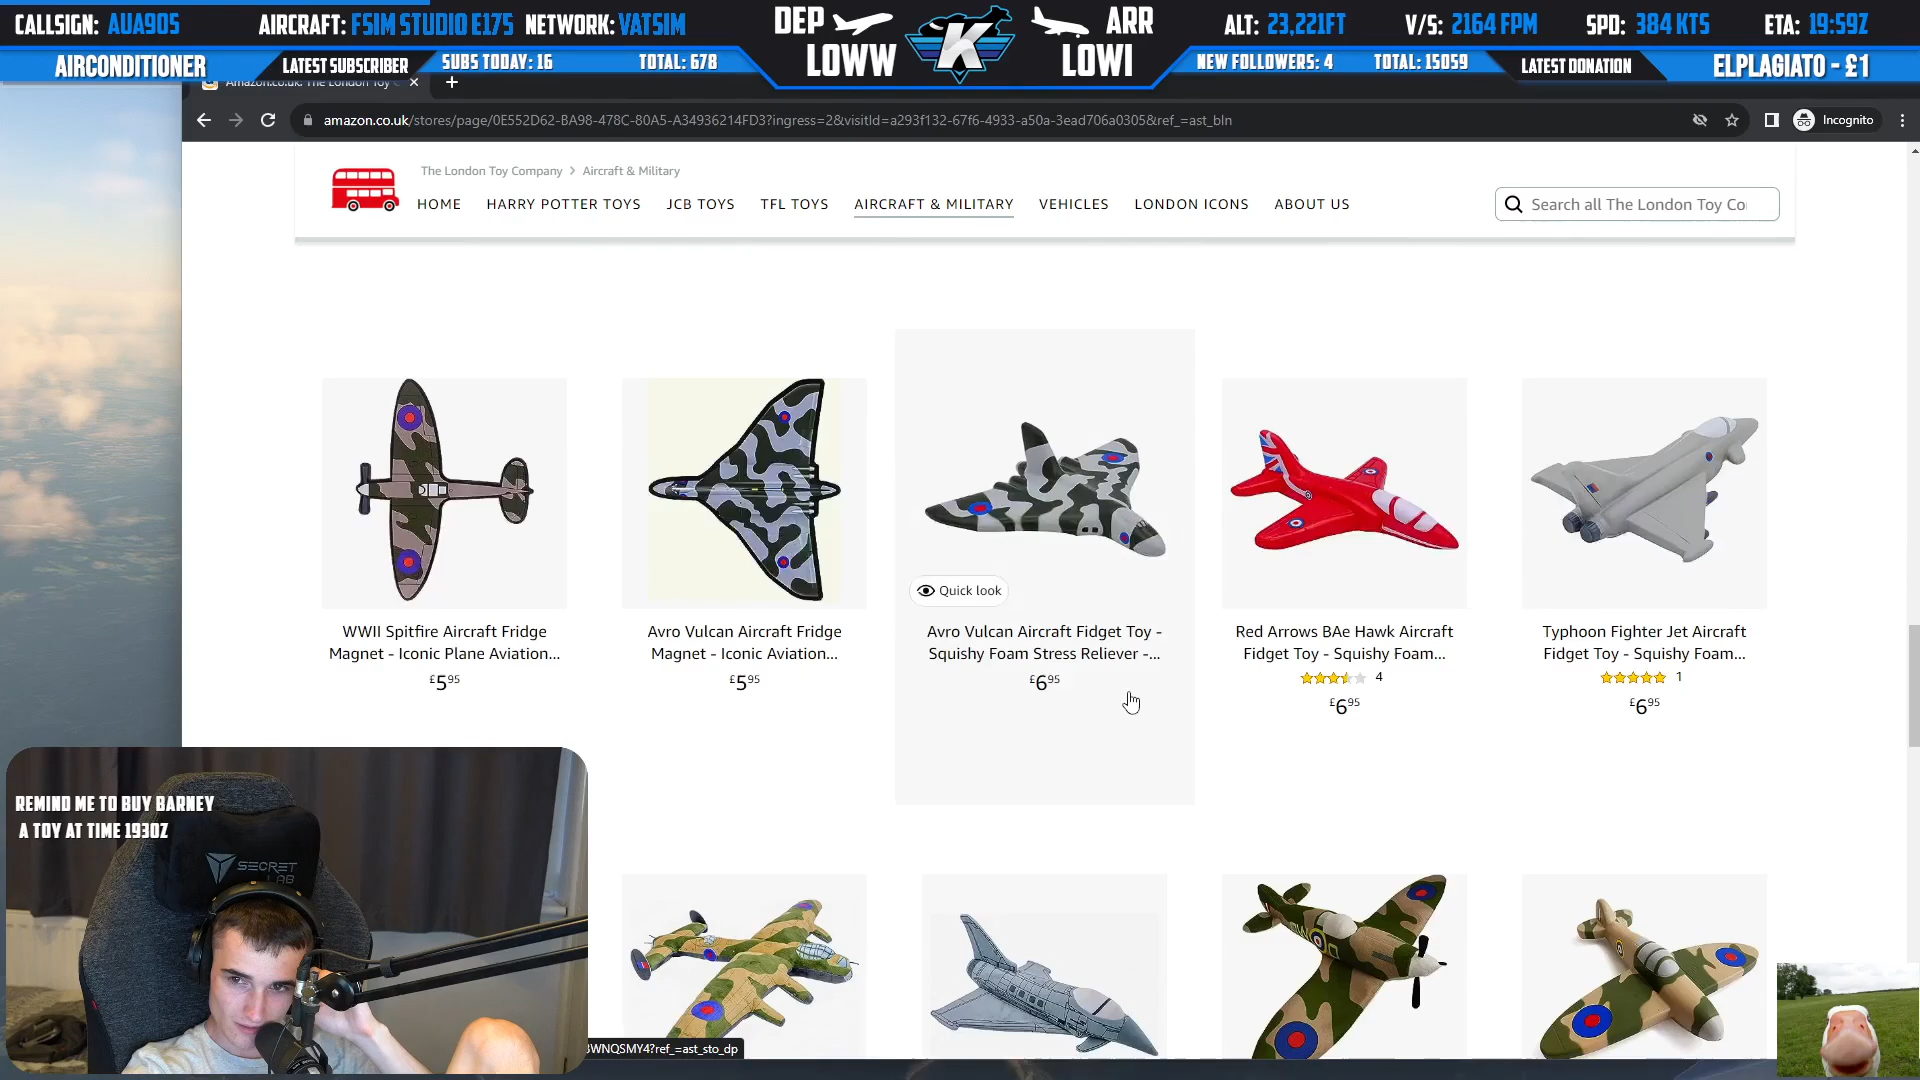 CALLSIGN: AUA905
AIRCRAFT: FSIM STUDIO E175 NETWORK: VATSIM
DEP
LOWW
K
ARR
LOWI
ALT: 23,221FT
V/S: 2164 FPM
SPD: 384 KTS
ETA: 19:59Z
AIRCONDITIONER
LATEST SUBSCRIBER
SUBS TODAY: 16
TOTAL: 678
NEW FOLLOWERS: 4
TOTAL: 15059
LATEST DONATION
ELPLAGIATO - £1
Amazon.co.uk: The London Toy
amazon.co.uk/stores/page/0E552D62-BA98-478C-80A5-A34936214FD3?ingress=2&visitId=a293f132-67f6-4933-a50a-3ead706a0305&ref_=ast_bln
Incognito
The London Toy Company > Aircraft & Military
HOME
HARRY POTTER TOYS
JCB TOYS
TFL TOYS
AIRCRAFT & MILITARY
VEHICLES
LONDON ICONS
ABOUT US
Search all The London Toy Co
Quick look
WWII Spitfire Aircraft Fridge
Magnet - Iconic Plane Aviation...
£5.95
Avro Vulcan Aircraft Fridge
Magnet - Iconic Aviation...
£5.95
Avro Vulcan Aircraft Fidget Toy -
Squishy Foam Stress Reliever -...
£6.95
Red Arrows BAe Hawk Aircraft
Fidget Toy - Squishy Foam...
4
£6.95
Typhoon Fighter Jet Aircraft
Fidget Toy - Squishy Foam...
1
£6.95
REMIND ME TO BUY BARNEY
A TOY AT TIME 1930Z
SECRET
LAB
WNQSMY4?ref_=ast_sto_dp